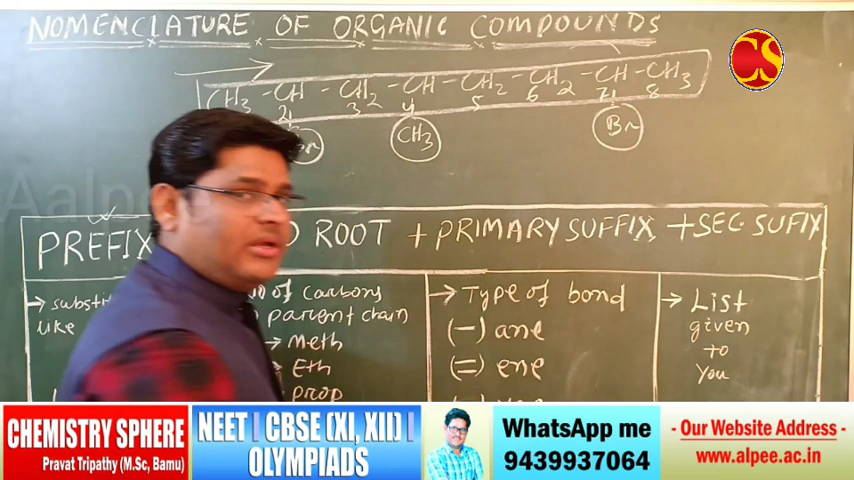 NOMENCLATURE OF ORGANIC COMPOUNDS
CS
CH3 - CH - CH2 - CH - CH2 - CH2 - CH - CH3
2 3 4 5 6 7 8
Br CH3 Br
Aalpee
PREFIX ROOT + PRIMARY SUFFIX + SEC. SUFIX
→ substit
like
of Carbons
parent chain
→ Meth
→ Eth
→ prop
→ Type of bond
(-) ane
(=) ene
→ List
given
to
You
CHEMISTRY SPHERE
Pravat Tripathy (M.Sc, Bamu)
NEET | CBSE (XI, XII) |
OLYMPIADS
WhatsApp me
9439937064
- Our Website Address -
www.alpee.ac.in